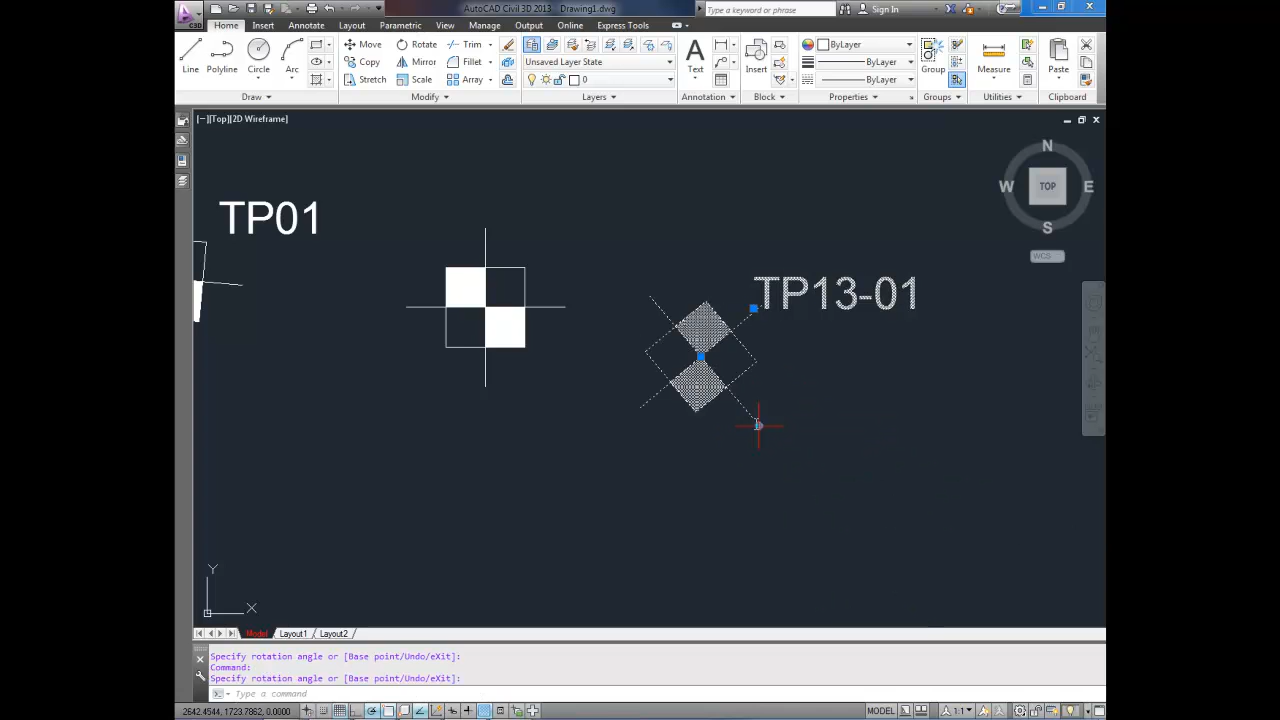 AutoCAD Civil 3D 2013 Drawing1.dwg
Type a keyword or phrase
Sign In
C3D
Home Insert Annotate Layout Parametric View Manage Output Online Express Tools
Line Polyline Circle Arc
Move Rotate Trim
Copy Mirror Fillet
Stretch Scale Array
Unsaved Layer State
0
Text
Insert
ByLayer
ByLayer
ByLayer
Group
Measure
Paste
Draw Modify Layers Annotation Block Properties Groups Utilities Clipboard
[−][Top][2D Wireframe]
N
W TOP E
S
WCS
TP01
TP13-01
Y
X
Model Layout1 Layout2
Specify rotation angle or [Base point/Undo/eXit]:
Command:
Specify rotation angle or [Base point/Undo/eXit]:
Type a command
2642.4544, 1723.7862, 0.0000
MODEL
1:1